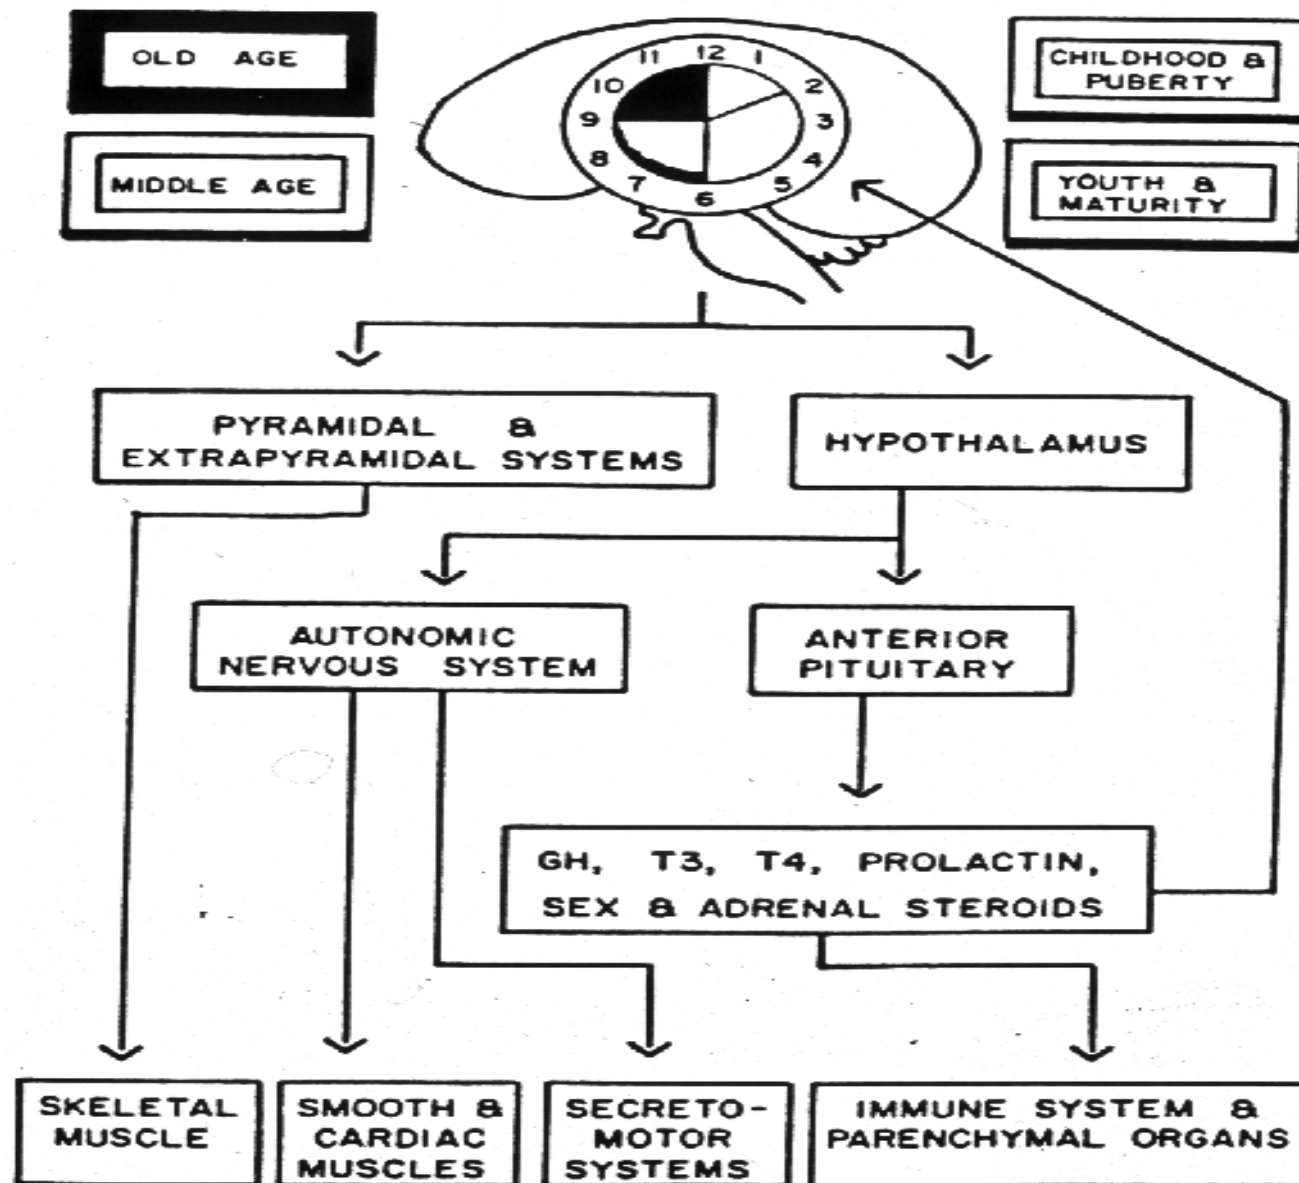 OLD AGE
MIDDLE AGE
11 12 1
10 2
9 3
8 4
7 6 5
CHILDHOOD &
PUBERTY
YOUTH &
MATURITY
PYRAMIDAL &
EXTRAPYRAMIDAL SYSTEMS
HYPOTHALAMUS
AUTONOMIC
NERVOUS SYSTEM
ANTERIOR
PITUITARY
GH, T3, T4, PROLACTIN,
SEX & ADRENAL STEROIDS
SKELETAL
MUSCLE
SMOOTH &
CARDIAC
MUSCLES
SECRETO-
MOTOR
SYSTEMS
IMMUNE SYSTEM &
PARENCHYMAL ORGANS